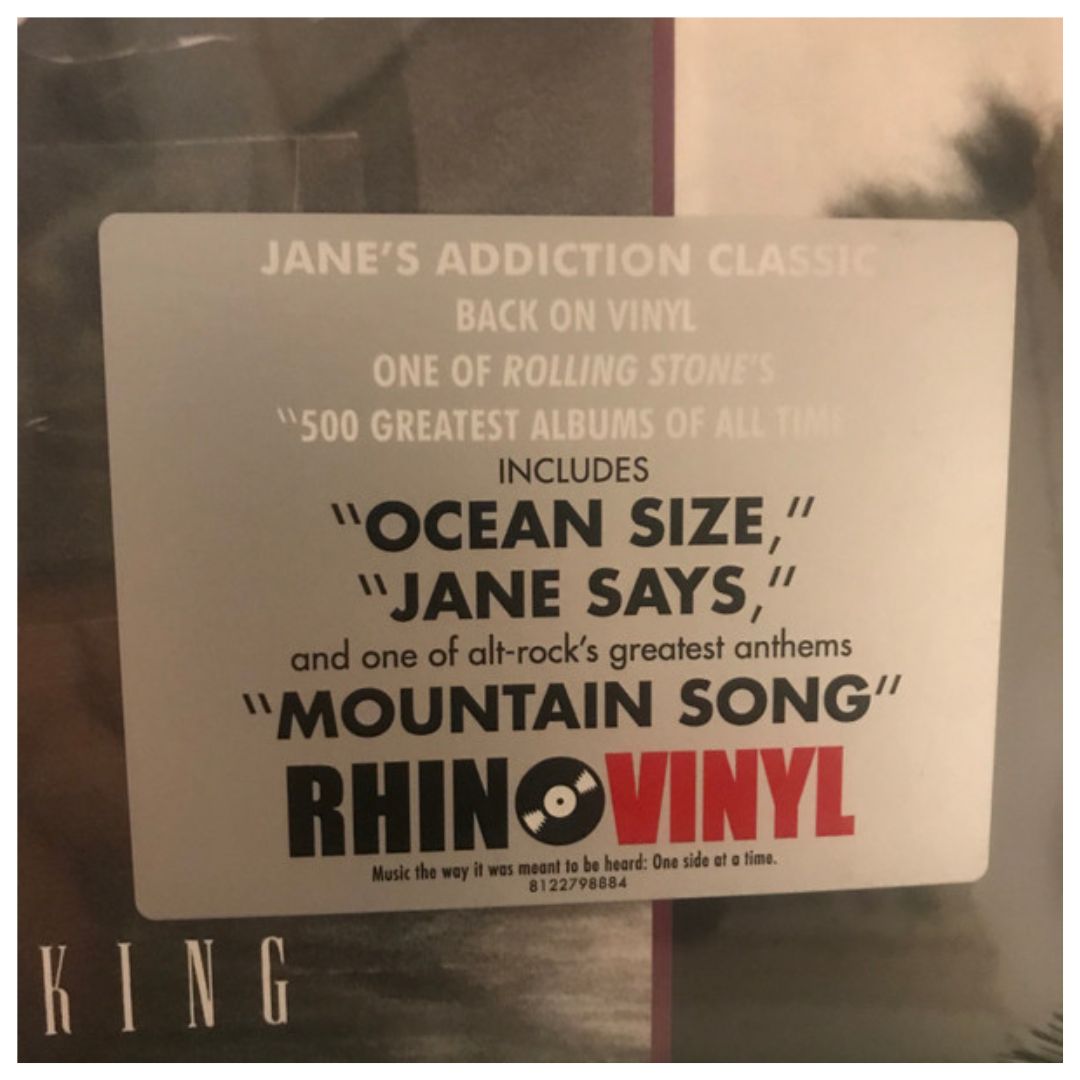 JANE'S ADDICTION CLASSIC
BACK ON VINYL
ONE OF ROLLING STONE'S
"500 GREATEST ALBUMS OF ALL TIME
INCLUDES
"OCEAN SIZE,"
"JANE SAYS,"
and one of alt-rock's greatest anthems
"MOUNTAIN SONG"
RHINO VINYL
Music the way it was meant to be heard: One side at a time.
8122798884
KING